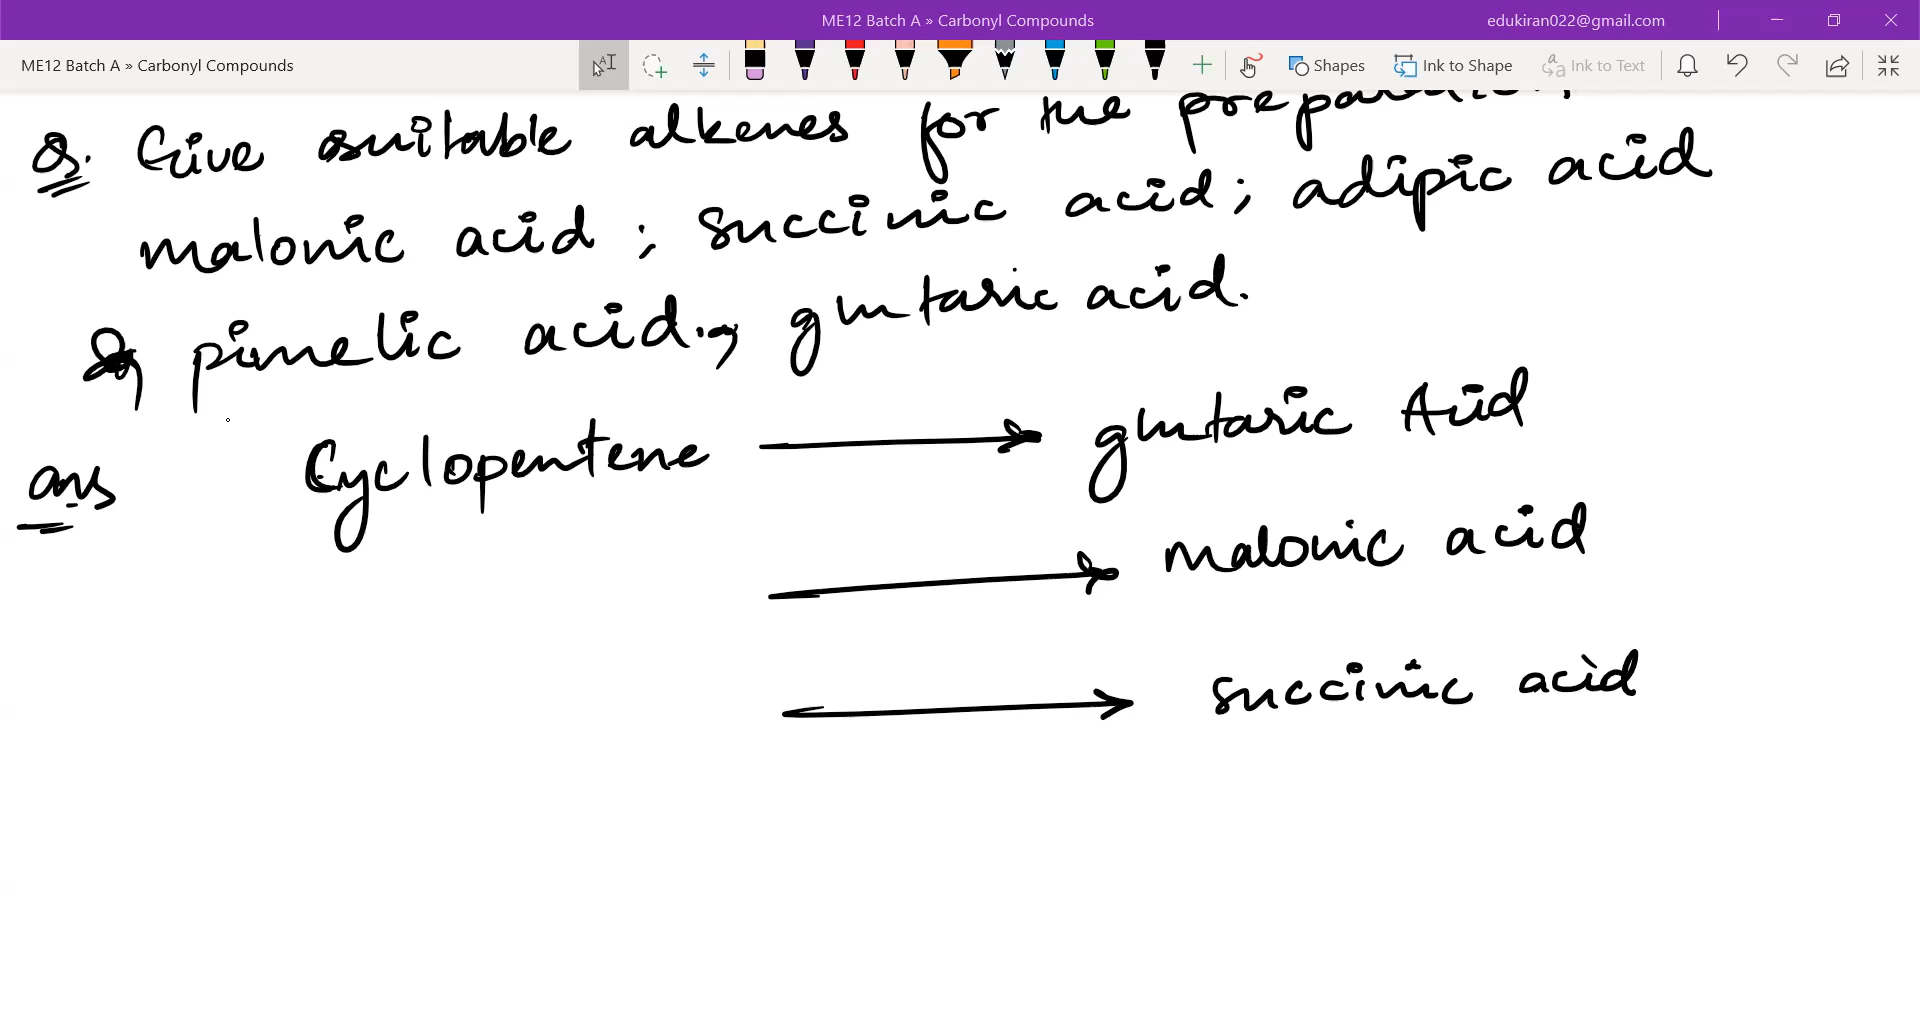 ME12 Batch A » Carbonyl Compounds
edukiran022@gmail.com
ME12 Batch A » Carbonyl Compounds
Shapes
Ink to Shape
Ink to Text
Q. Give suitable alkenes for the preparation
malonic acid ; succinic acid ; adipic acid
pimelic acid ; glutaric acid.
ans Cyclopentene → glutaric Acid
→ malonic acid
→ succinic acid